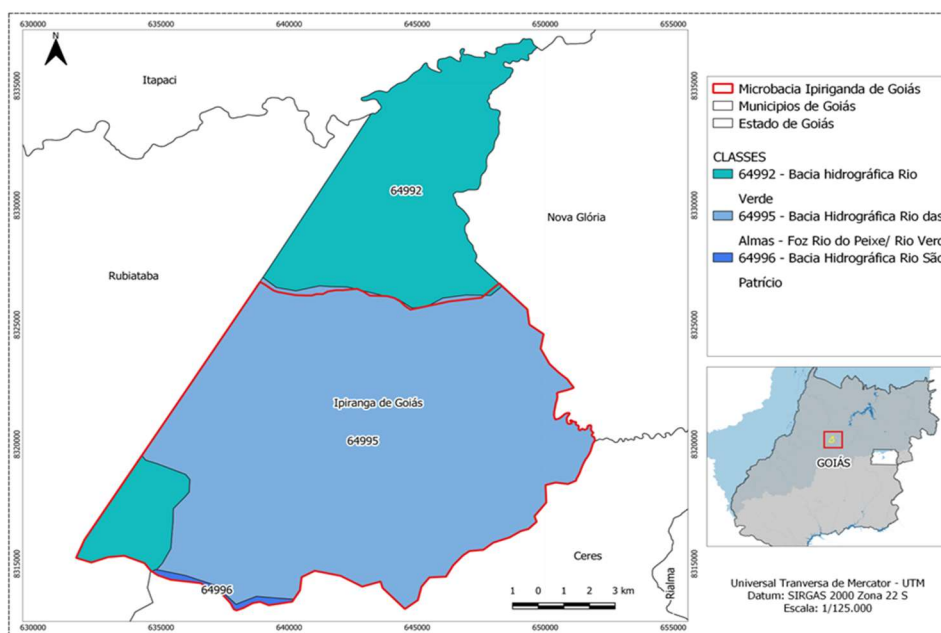 630000 635000 640000 645000 650000 655000
N
8335000 8335000
Itapaci
64992
8330000 8330000
Nova Glória
Rubiataba
8325000 8325000
Ipiranga de Goiás
64995
8320000 8320000
8315000 8315000
Ceres
64996
Rialma
1 0 1 2 3 km
630000 635000 640000 645000 650000 655000
Microbacia Ipiriganda de Goiás
Municipios de Goiás
Estado de Goiás
CLASSES
64992 - Bacia hidrográfica Rio
Verde
64995 - Bacia Hidrográfica Rio das
Almas - Foz Rio do Peixe/ Rio Verd
64996 - Bacia Hidrográfica Rio São
Patrício
GOIÁS
Universal Tranversa de Mercator - UTM
Datum: SIRGAS 2000 Zona 22 S
Escala: 1/125.000